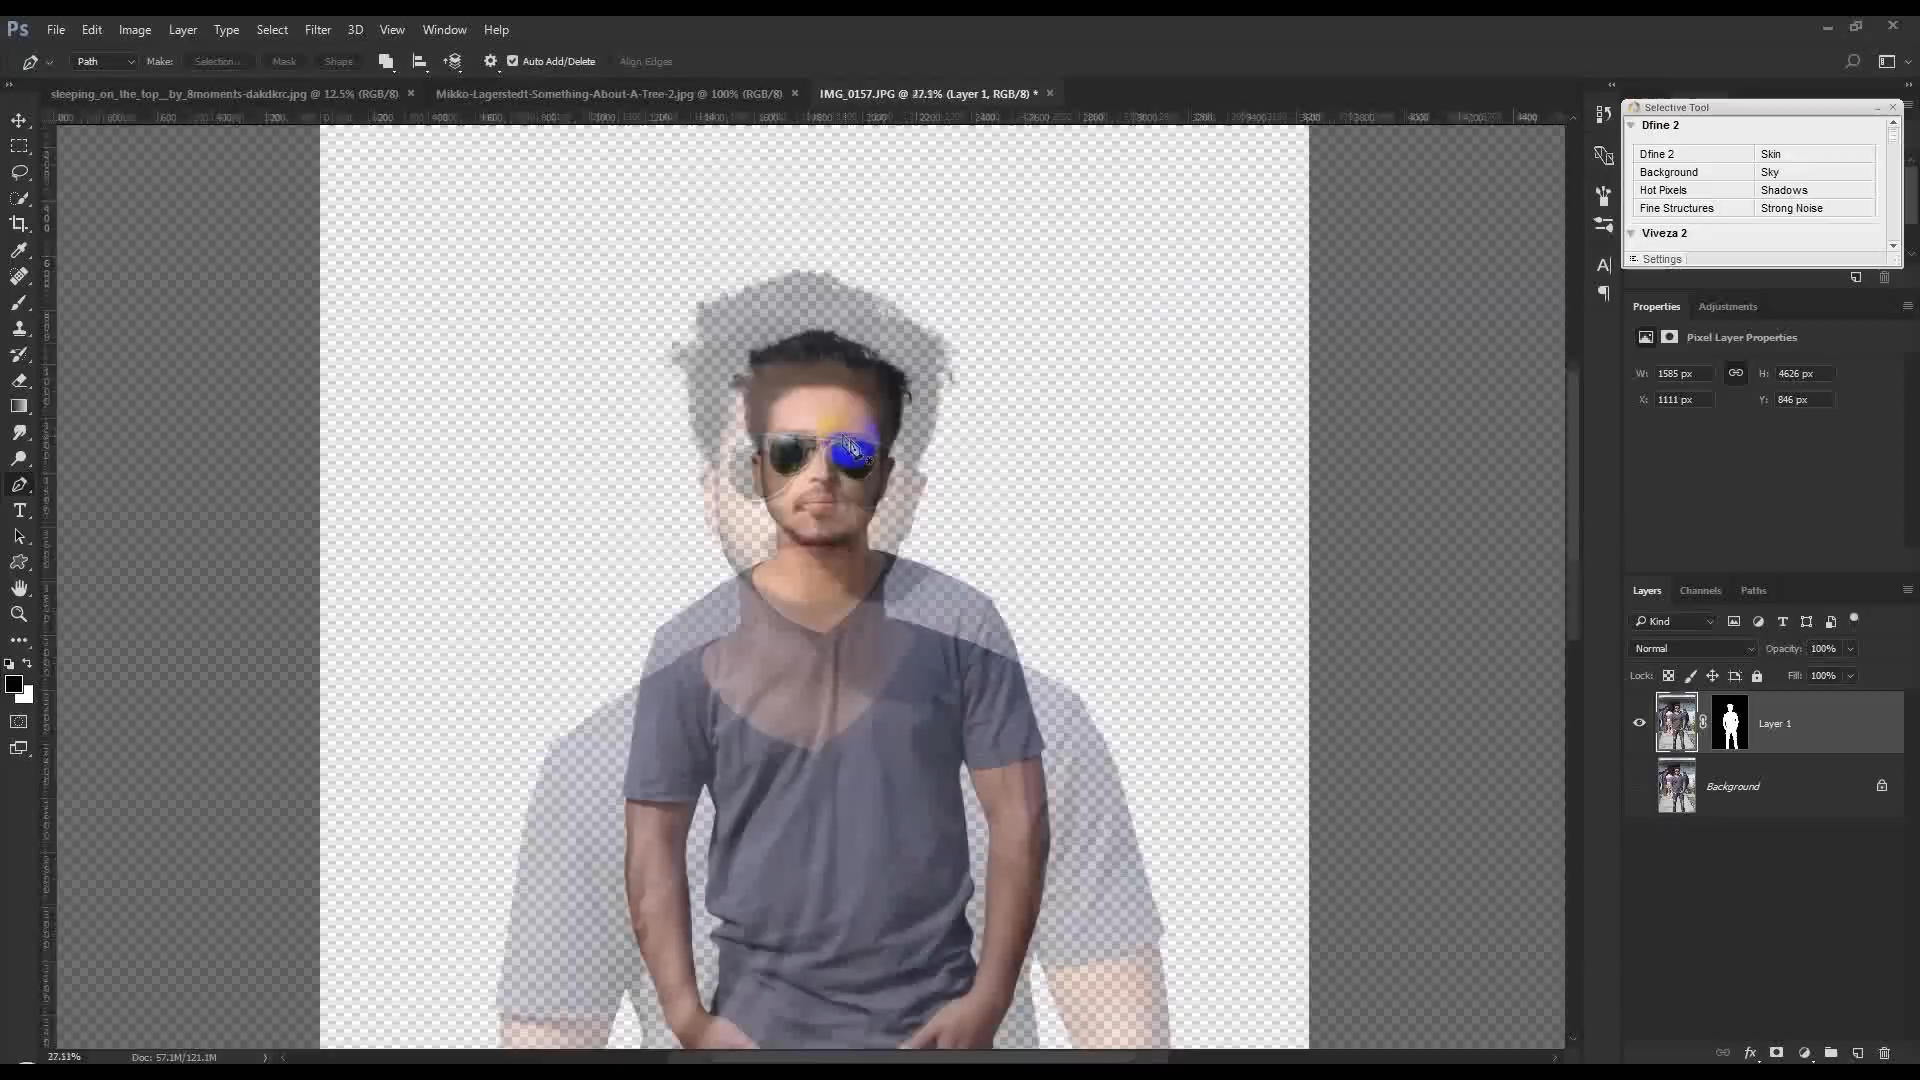 Ps File Edit Image Layer Type Select Filter 3D View Window Help
Path Make: Selection... Mask Shape Auto Add/Delete Align Edges
sleeping_on_the_top__by_8moments-dakdkrc.jpg @ 12.5% (RGB/8) × Mikko-Lagerstedt-Something-About-A-Tree-2.jpg @ 100% (RGB/8) × IMG_0157.JPG @ (Layer 1, RGB/8) * ×
Selective Tool
Dfine 2
Dfine 2 Skin
Background Sky
Hot Pixels Shadows
Fine Structures Strong Noise
Viveza 2
Settings
Properties Adjustments
Pixel Layer Properties
W: 1585 px H: 4626 px
X: 1111 px Y: 846 px
Layers Channels Paths
Kind
Normal Opacity: 100%
Lock: Fill: 100%
Layer 1
Background
Doc: 57.1M/121.1M